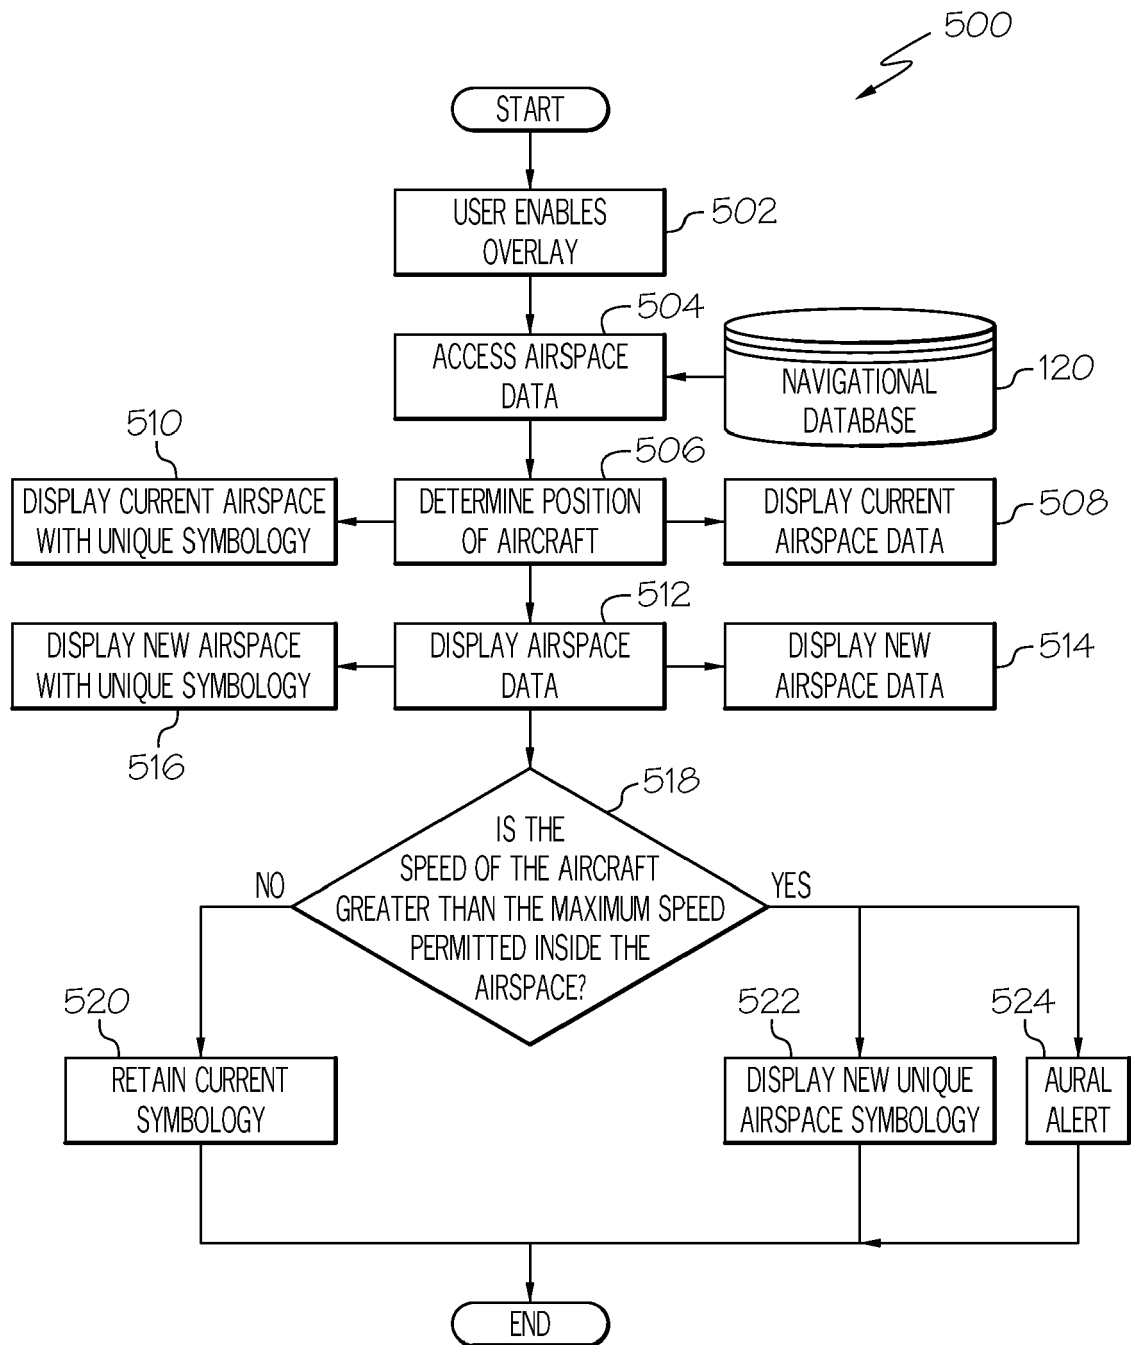 500
START
USER ENABLES
OVERLAY
502
504
ACCESS AIRSPACE
DATA
NAVIGATIONAL
DATABASE
120
510
506
DISPLAY CURRENT AIRSPACE
WITH UNIQUE SYMBOLOGY
DETERMINE POSITION
OF AIRCRAFT
DISPLAY CURRENT
AIRSPACE DATA
508
512
DISPLAY NEW AIRSPACE
WITH UNIQUE SYMBOLOGY
DISPLAY AIRSPACE
DATA
DISPLAY NEW
AIRSPACE DATA
514
516
518
IS THE
SPEED OF THE AIRCRAFT
GREATER THAN THE MAXIMUM SPEED
PERMITTED INSIDE THE
AIRSPACE?
NO
YES
520
522
524
RETAIN CURRENT
SYMBOLOGY
DISPLAY NEW UNIQUE
AIRSPACE SYMBOLOGY
AURAL
ALERT
END